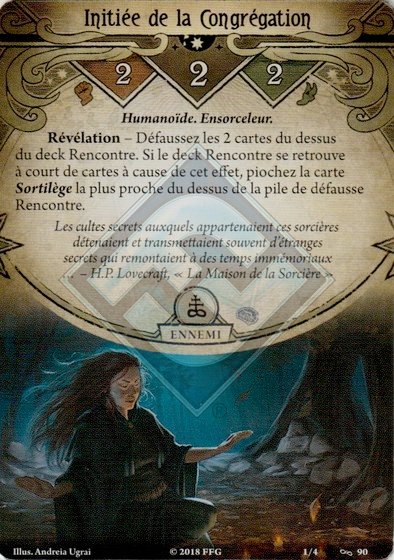 Initiée de la Congrégation
2 2 2
Humanoïde. Ensorceleur.
Révélation – Défaussez les 2 cartes du dessus
du deck Rencontre. Si le deck Rencontre se retrouve
à court de cartes à cause de cet effet, piochez la carte
Sortilège la plus proche du dessus de la pile de défausse
Rencontre.
Les cultes secrets auxquels appartenaient ces sorcières
détenaient et transmettaient souvent d'étranges
secrets qui remontaient à des temps immémoriaux
… – H.P. Lovecraft, « La Maison de la Sorcière »
ENNEMI
Illus. Andreia Ugrai © 2018 FFG 1/4 90